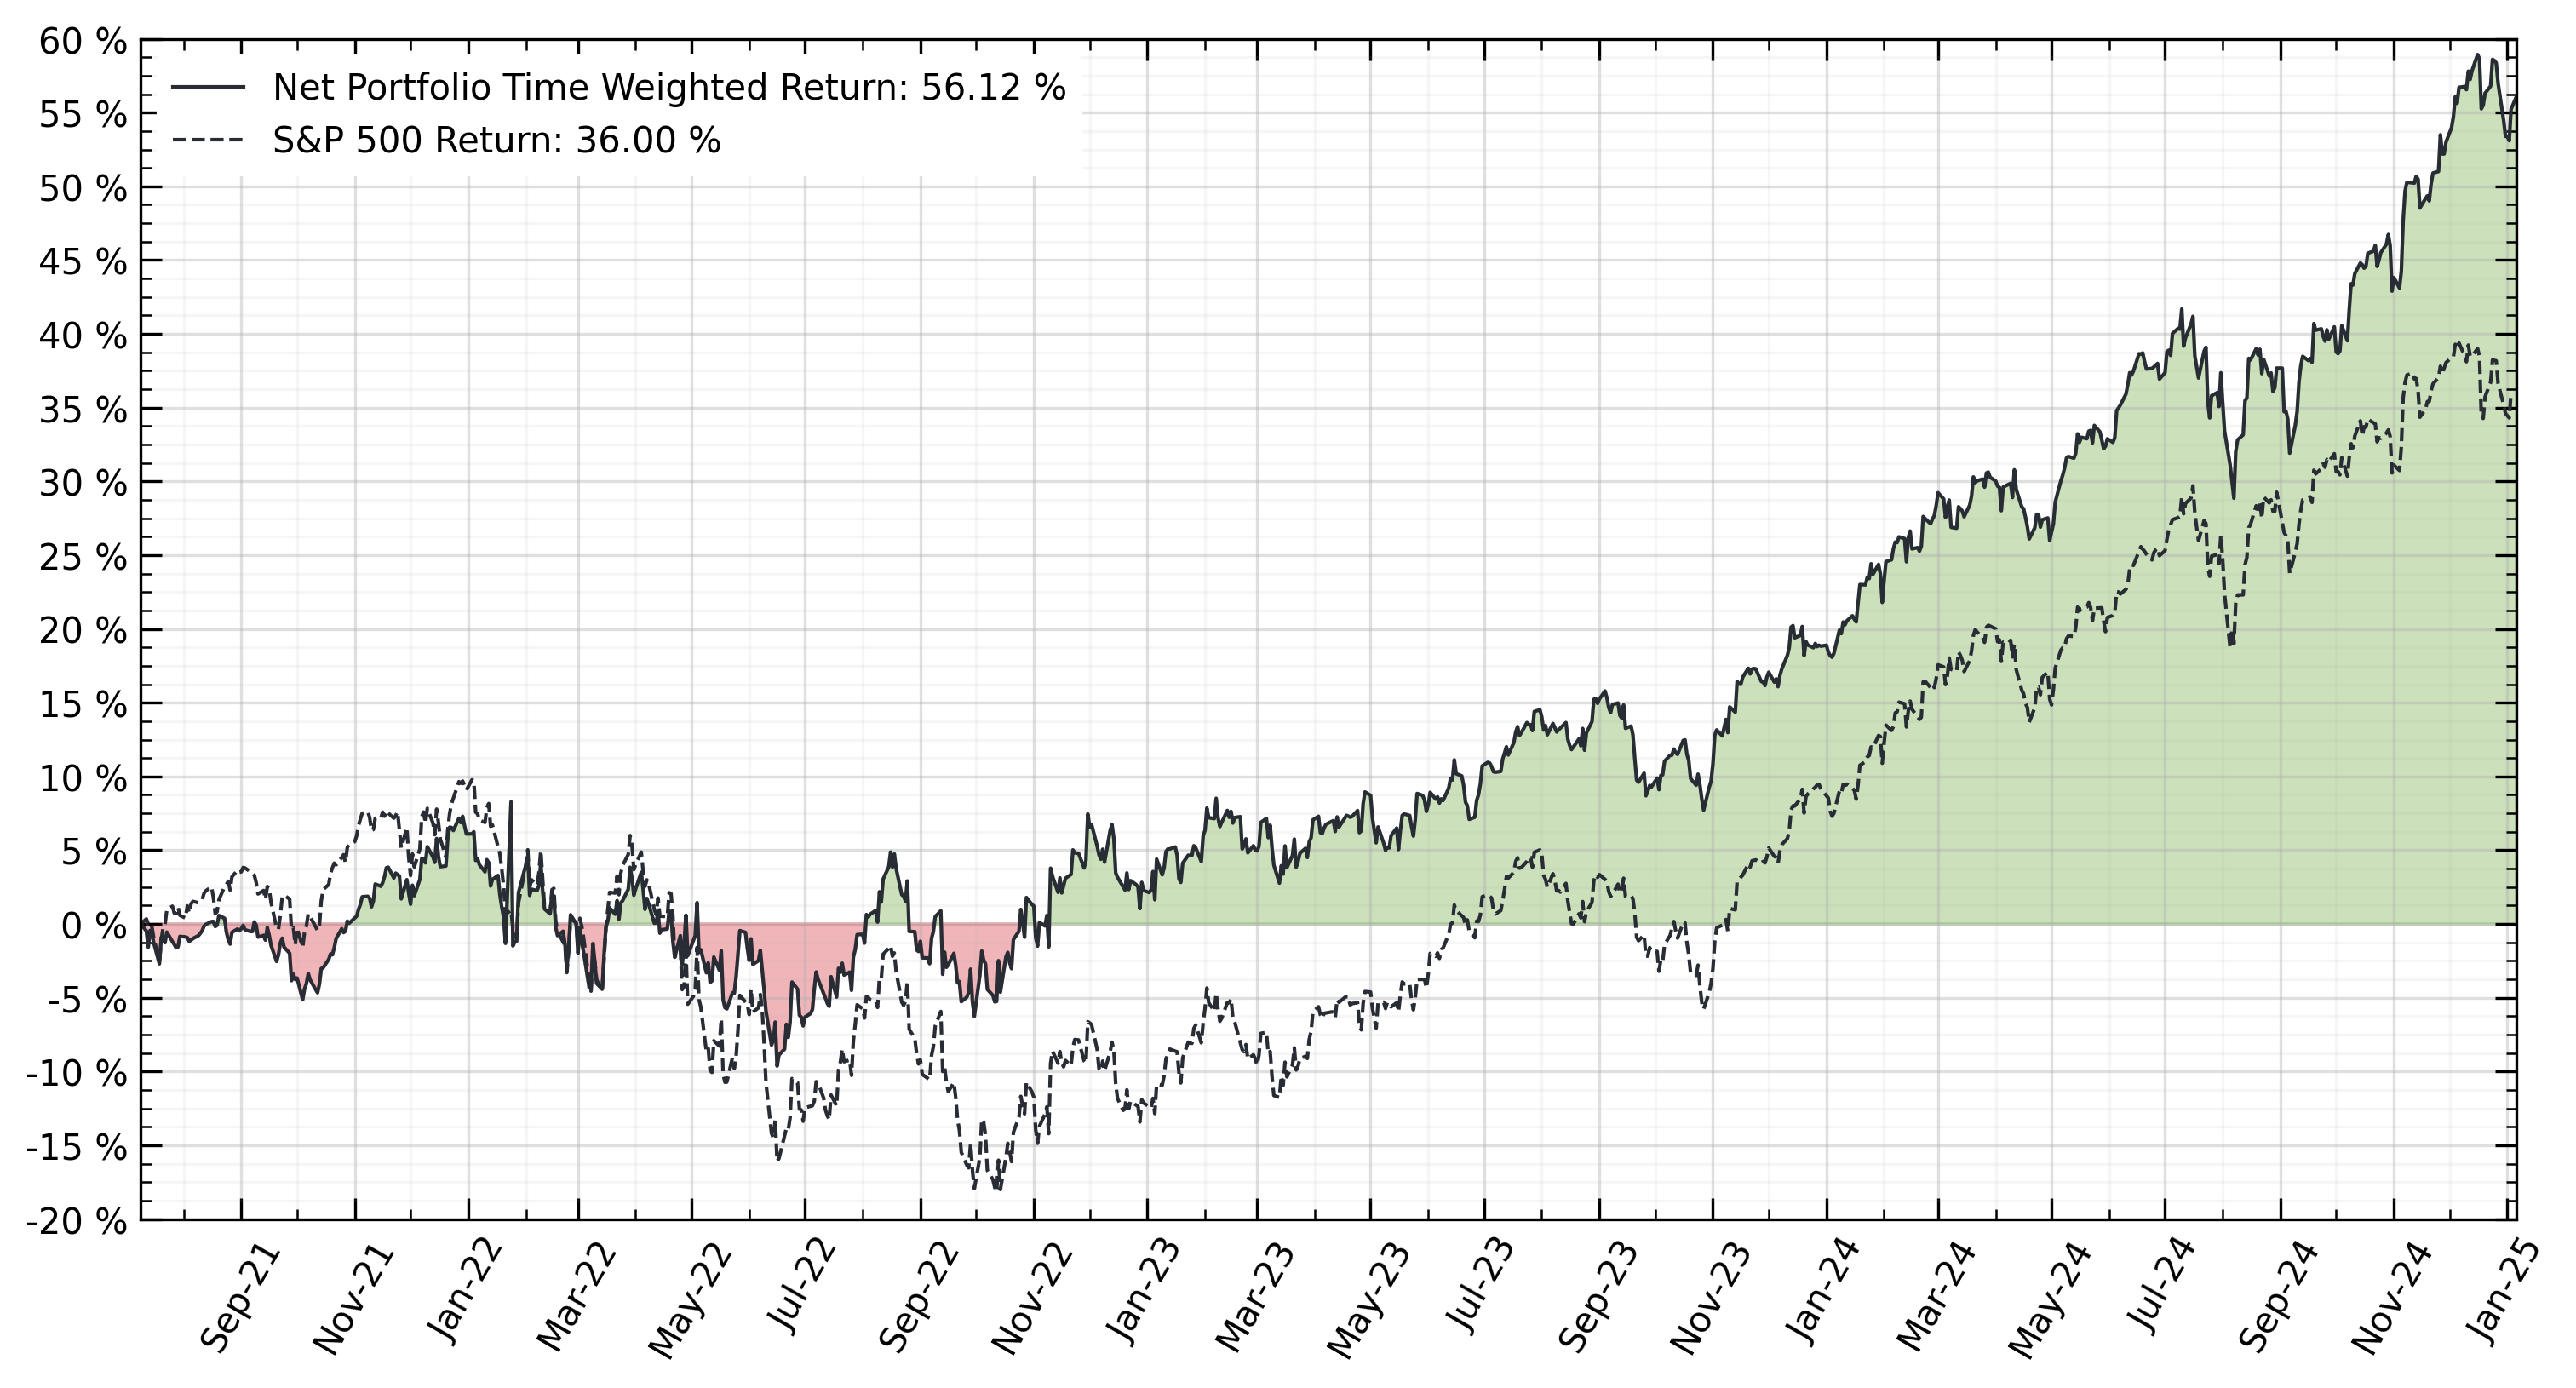 60 %
55 %
50 %
45 %
40 %
35 %
30 %
25 %
20 %
15 %
10 %
5 %
0 %
-5 %
-10 %
-15 %
-20 %
Net Portfolio Time Weighted Return: 56.12 %
S&P 500 Return: 36.00 %
Sep-21
Nov-21
Jan-22
Mar-22
May-22
Jul-22
Sep-22
Nov-22
Jan-23
Mar-23
May-23
Jul-23
Sep-23
Nov-23
Jan-24
Mar-24
May-24
Jul-24
Sep-24
Nov-24
Jan-25